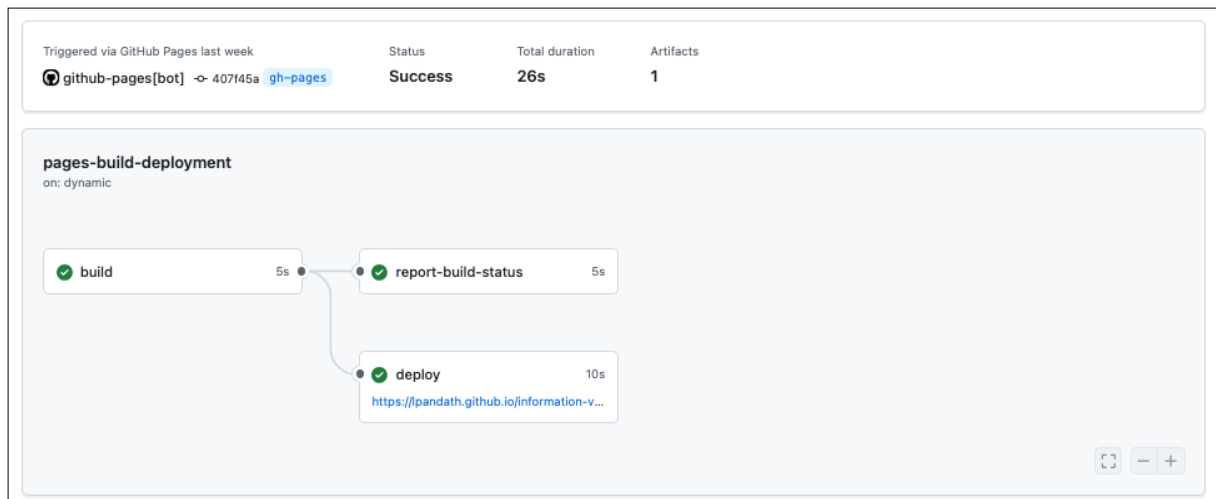 Triggered via GitHub Pages last week
github-pages[bot] 407f45a gh-pages
Status
Success
Total duration
26s
Artifacts
1
pages-build-deployment
on: dynamic
build 5s
report-build-status 5s
deploy 10s
https://lpandath.github.io/information-v...